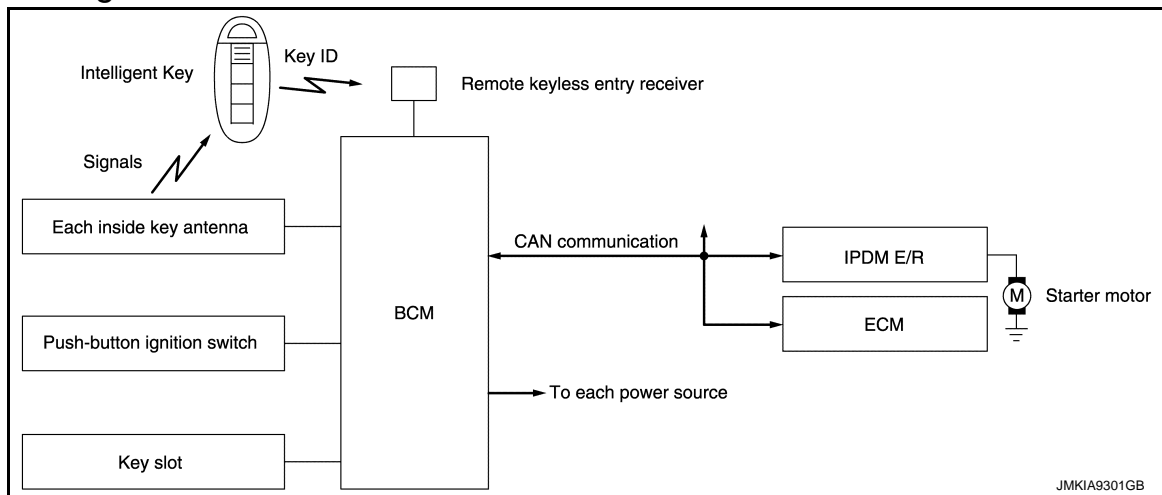 Key ID
Intelligent Key
Remote keyless entry receiver
Signals
Each inside key antenna
CAN communication
IPDM E/R
M
Starter motor
BCM
ECM
Push-button ignition switch
To each power source
Key slot
JMKIA9301GB